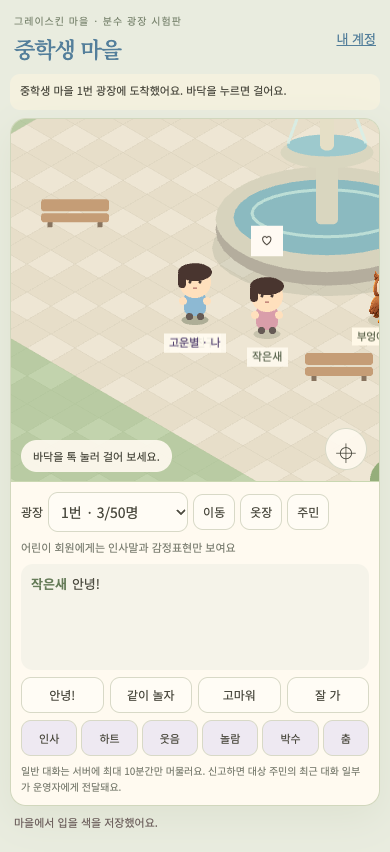 그레이스킨 마을 · 분수 광장 시험판
중학생 마을
내 계정
중학생 마을 1번 광장에 도착했어요. 바닥을 누르면 걸어요.
고운별 · 나
작은새
바닥을 톡 눌러 걸어 보세요.
광장
1번 · 3/50명
이동
옷장
주민
어린이 회원에게는 인사말과 감정표현만 보여요
작은새 안녕!
안녕!
같이 놀자
고마워
잘 가
인사
하트
웃음
놀람
박수
춤
일반 대화는 서버에 최대 10분간만 머물러요. 신고하면 대상 주민의 최근 대화 일부
가 운영자에게 전달돼요.
마을에서 입을 색을 저장했어요.